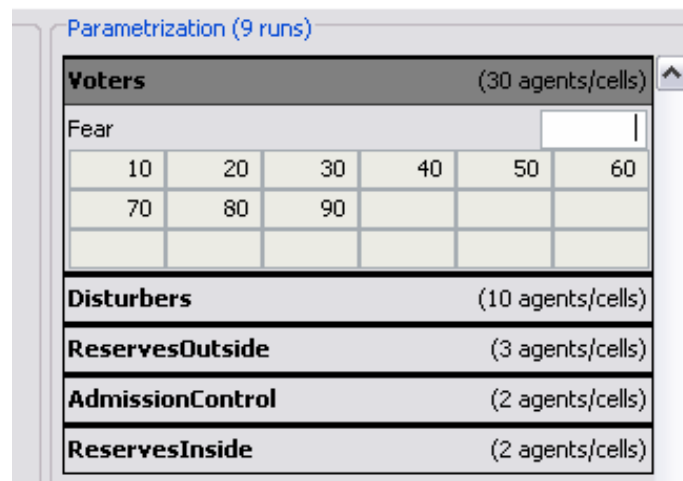 Parametrization (9 runs)
Voters (30 agents/cells)
Fear
10 20 30 40 50 60
70 80 90
Disturbers (10 agents/cells)
ReservesOutside (3 agents/cells)
AdmissionControl (2 agents/cells)
ReservesInside (2 agents/cells)